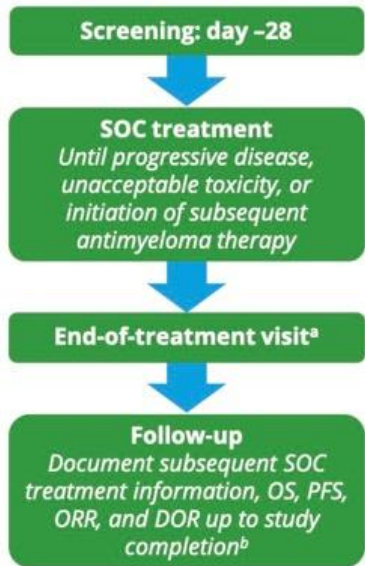 Screening: day –28
SOC treatment
Until progressive disease,
unacceptable toxicity, or
initiation of subsequent
antimyeloma therapy
End-of-treatment visitᵃ
Follow-up
Document subsequent SOC
treatment information, OS, PFS,
ORR, and DOR up to study
completionᵇ